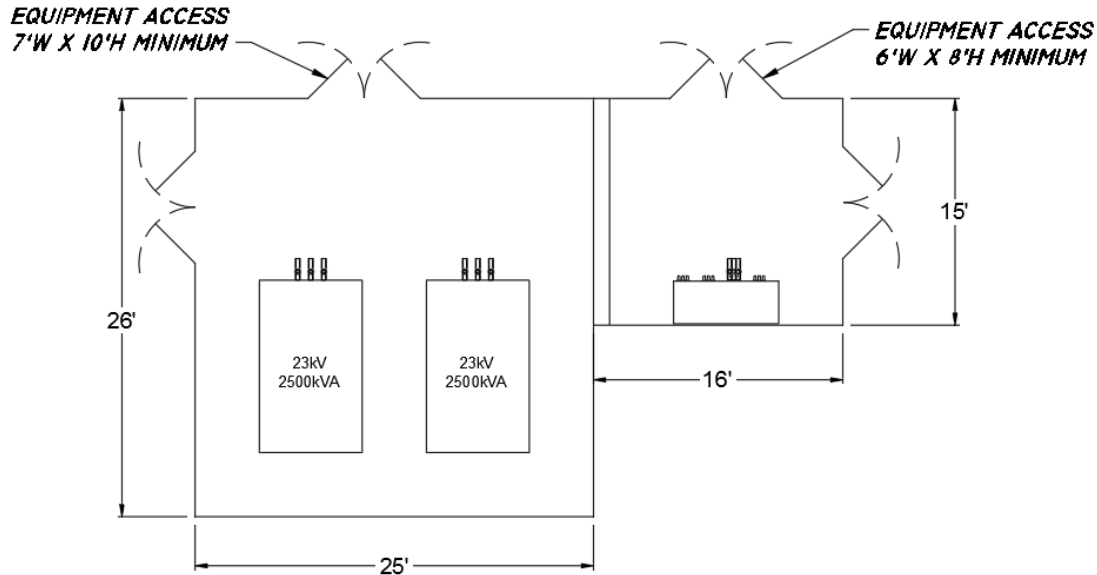 EQUIPMENT ACCESS
7'W X 10'H MINIMUM
EQUIPMENT ACCESS
6'W X 8'H MINIMUM
15'
26'
23kV
2500kVA
23kV
2500kVA
16'
25'